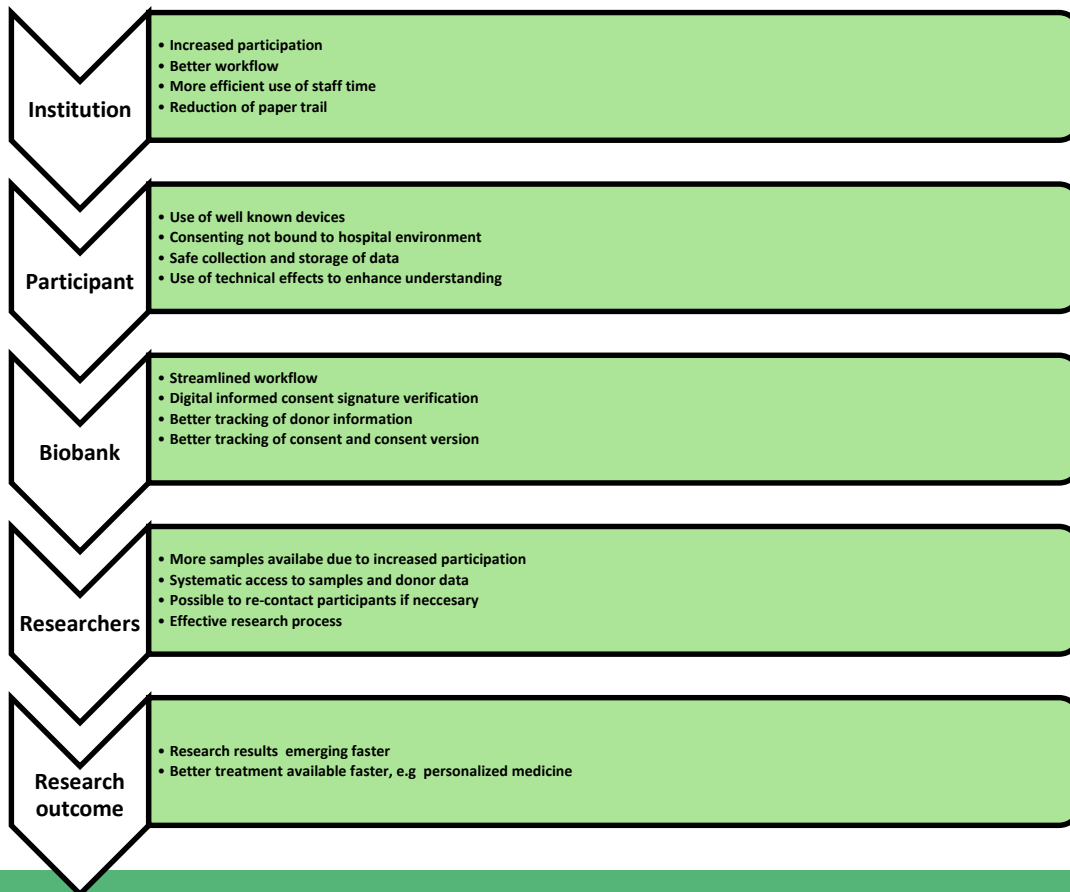 Institution
• Increased participation
• Better workflow
• More efficient use of staff time
• Reduction of paper trail
Participant
• Use of well known devices
• Consenting not bound to hospital environment
• Safe collection and storage of data
• Use of technical effects to enhance understanding
Biobank
• Streamlined workflow
• Digital informed consent signature verification
• Better tracking of donor information
• Better tracking of consent and consent version
Researchers
• More samples availabe due to increased participation
• Systematic access to samples and donor data
• Possible to re-contact participants if neccesary
• Effective research process
Research
outcome
• Research results emerging faster
• Better treatment available faster, e.g personalized medicine